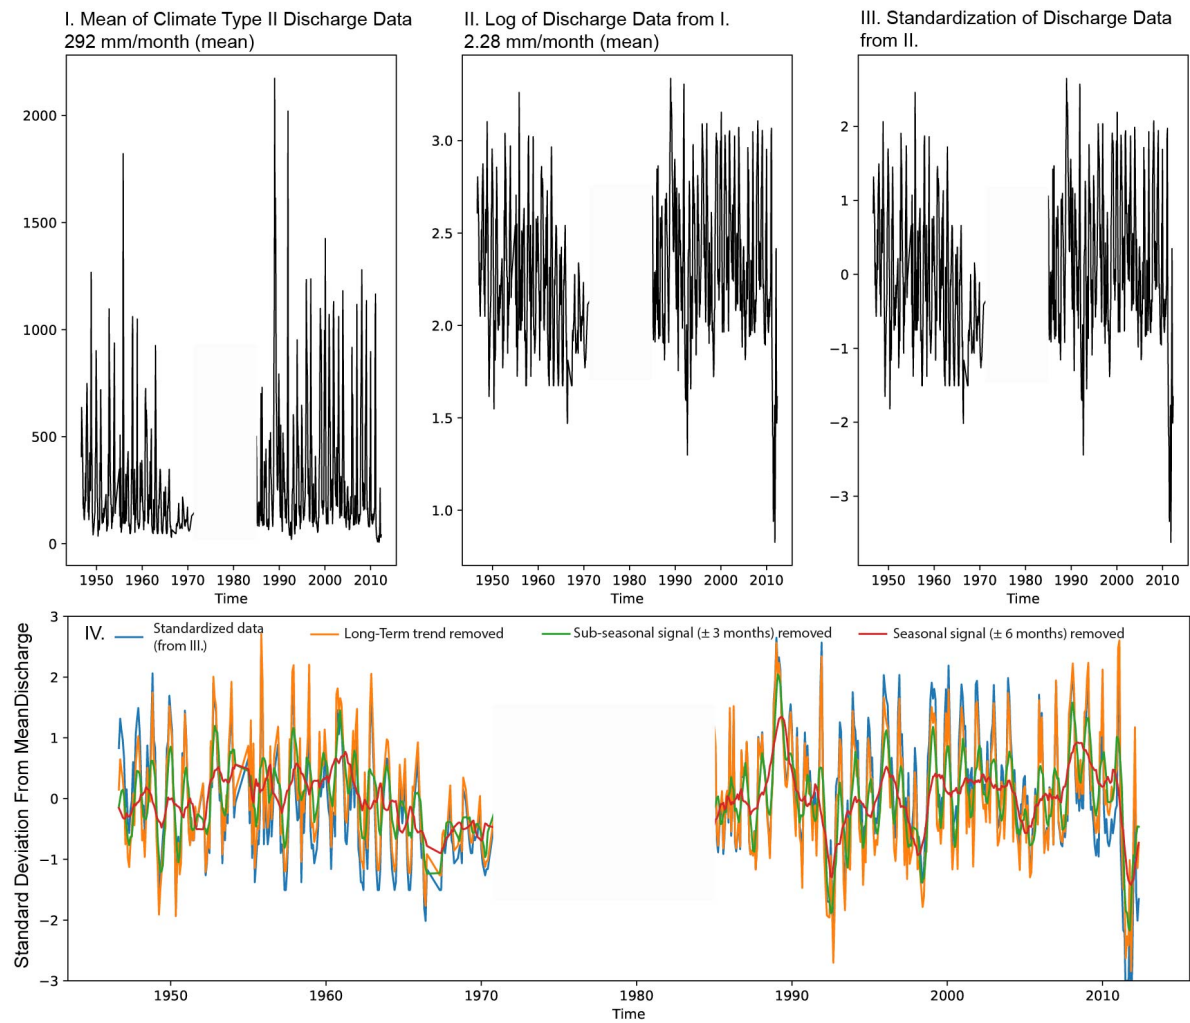 I. Mean of Climate Type II Discharge Data
292 mm/month (mean)
II. Log of Discharge Data from I.
2.28 mm/month (mean)
III. Standardization of Discharge Data
from II.
2000
1500
1000
500
0
1950 1960 1970 1980 1990 2000 2010
Time
3.0
2.5
2.0
1.5
1.0
1950 1960 1970 1980 1990 2000 2010
Time
2
1
0
−1
−2
−3
1950 1960 1970 1980 1990 2000 2010
Time
Standard Deviation From MeanDischarge
3
2
1
0
−1
−2
−3
IV.
Standardized data
(from III.)
Long-Term trend removed
Sub-seasonal signal (± 3 months) removed
Seasonal signal (± 6 months) removed
1950 1960 1970 1980 1990 2000 2010
Time